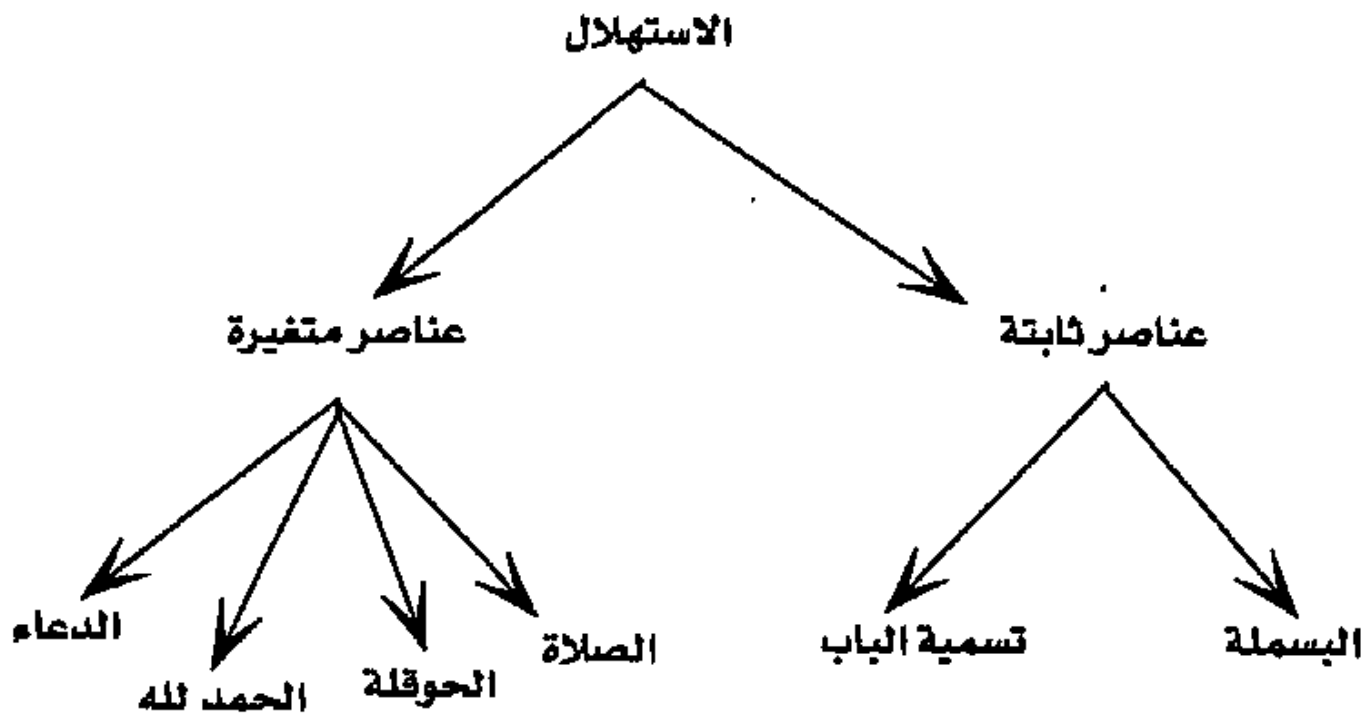 الاستهلال
عناصر ثابتة
عناصر متغيرة
البسملة
تسمية الباب
الصلاة
الحوقلة
الحمد لله
الدعاء